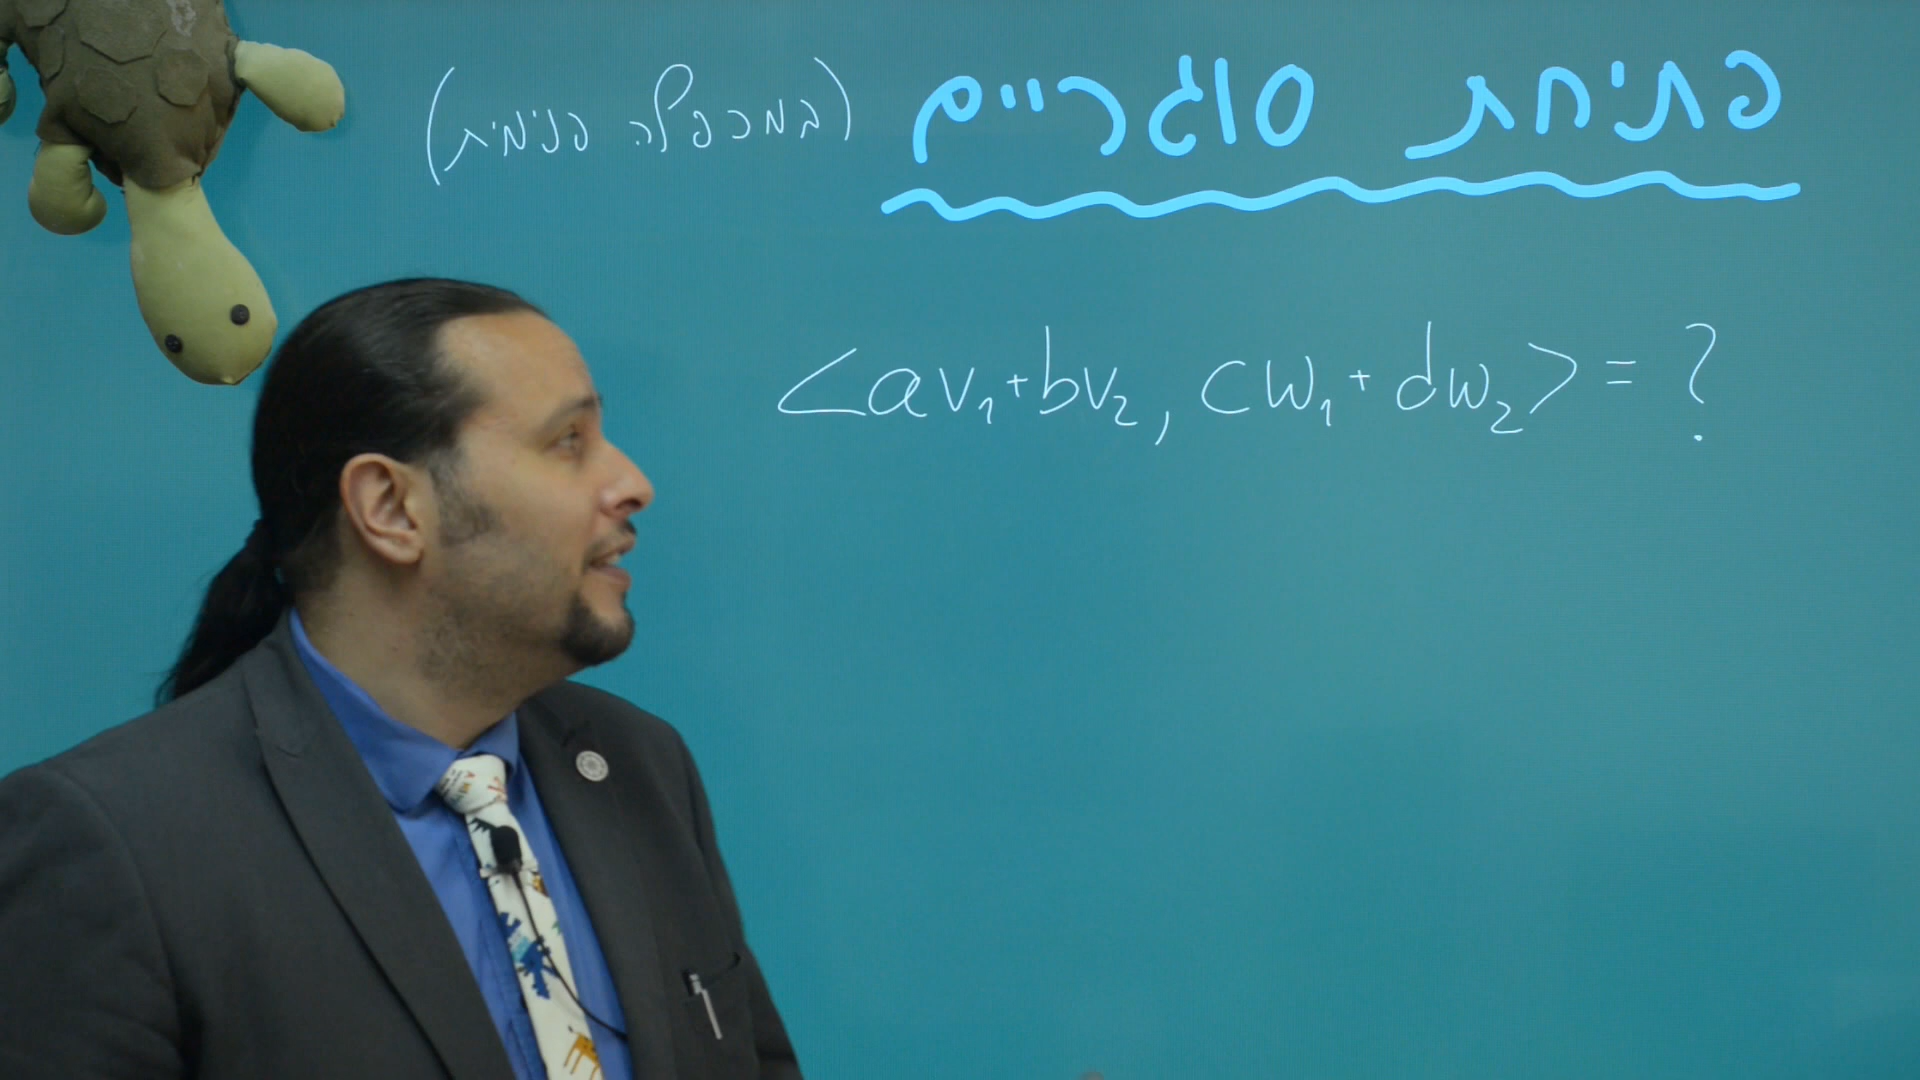 פתיחת סוגריים (במכפלה פנימית)
<av₁+bv₂, cw₁+dw₂> = ?